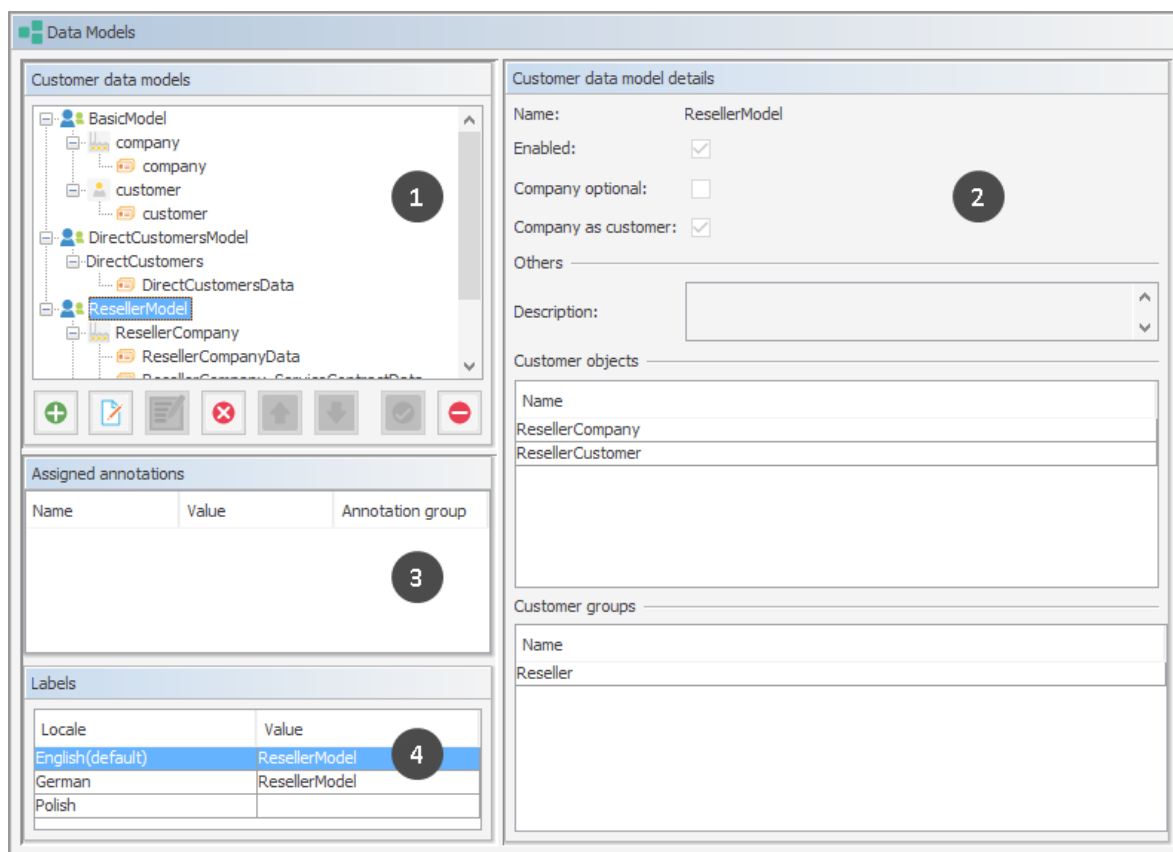 Data Models
Customer data models
BasicModel
company
company
customer
customer
DirectCustomersModel
DirectCustomers
DirectCustomersData
ResellerModel
ResellerCompany
ResellerCompanyData
ResellerCompany_ServiceContractData
1
Assigned annotations
Name Value Annotation group
3
Labels
Locale Value
English(default) ResellerModel
German ResellerModel
Polish
4
Customer data model details
Name: ResellerModel
Enabled:
Company optional:
Company as customer:
2
Others
Description:
Customer objects
Name
ResellerCompany
ResellerCustomer
Customer groups
Name
Reseller